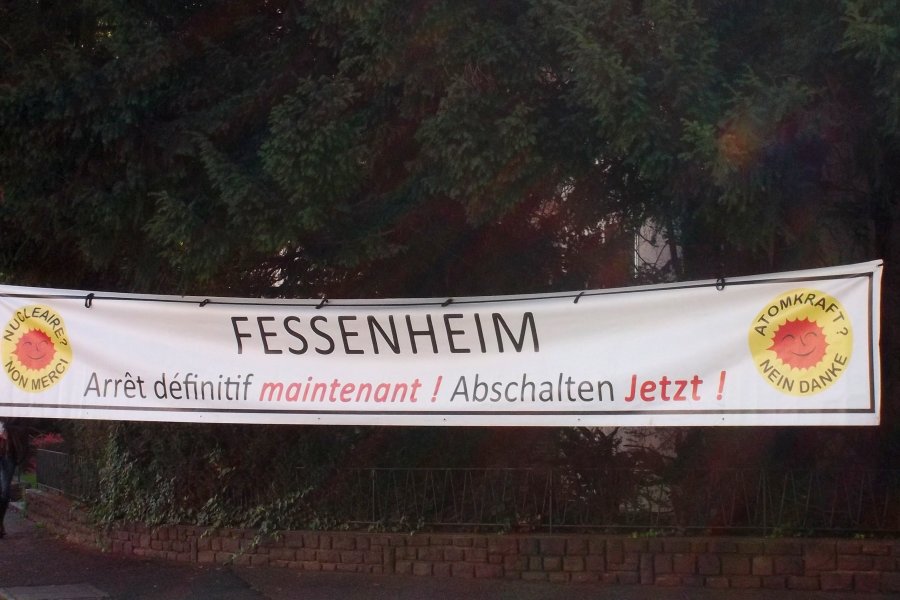 NUCLEAIRE?
NON MERCI
FESSENHEIM
Arrêt définitif maintenant ! Abschalten Jetzt !
ATOMKRAFT ?
NEIN DANKE